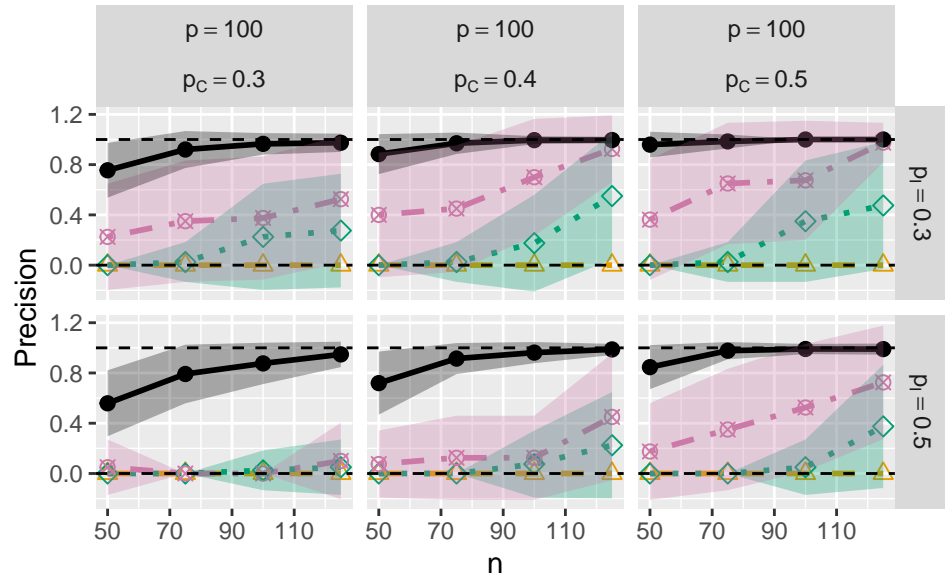 p = 100
p = 100
p = 100
p_C = 0.3
p_C = 0.4
p_C = 0.5
1.2
0.8
0.4
0.0
p_I = 0.3
Precision
1.2
0.8
0.4
0.0
p_I = 0.5
50 70 90 110
50 70 90 110
50 70 90 110
n